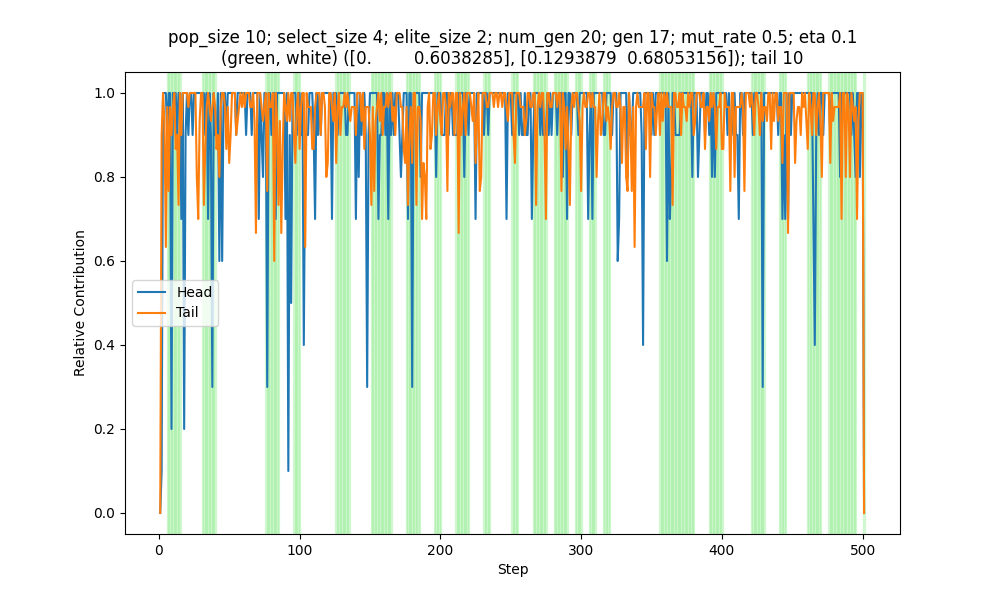 pop_size 10; select_size 4; elite_size 2; num_gen 20; gen 17; mut_rate 0.5; eta 0.1
(green, white) ([0.         0.6038285], [0.1293879  0.68053156]); tail 10
1.0
0.8
0.6
0.4
0.2
0.0
Relative Contribution
Head
Tail
0
100
200
300
400
500
Step